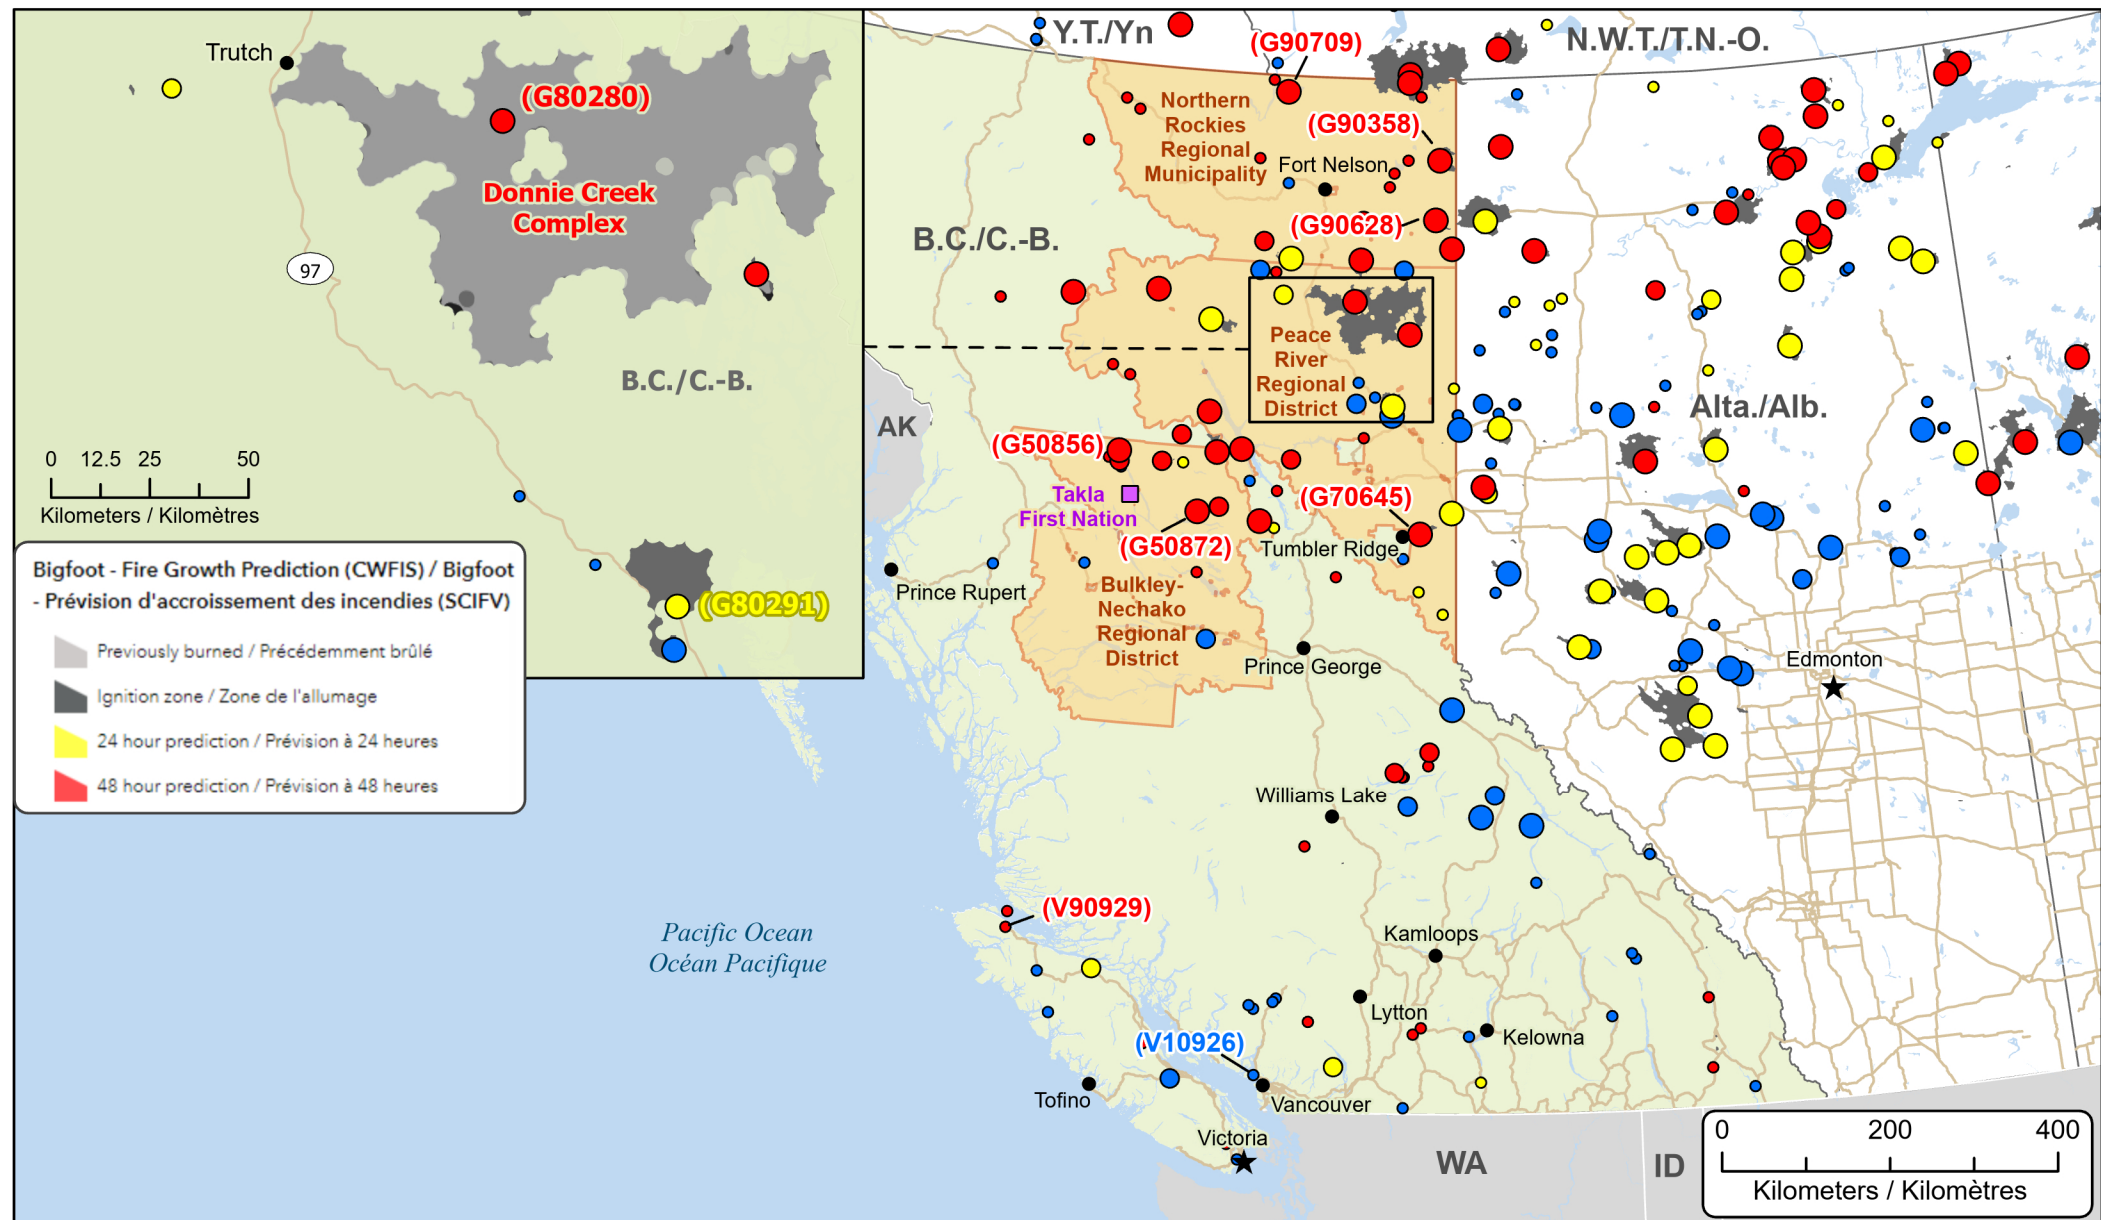 Trutch
(G80280)
Donnie Creek
Complex
97
B.C./C.-B.
0 12.5 25 50
Kilometers / Kilomètres
(G80291)
Bigfoot - Fire Growth Prediction (CWFIS) / Bigfoot
- Prévision d'accroissement des incendies (SCIFV)
Previously burned / Précédemment brûlé
Ignition zone / Zone de l'allumage
24 hour prediction / Prévision à 24 heures
48 hour prediction / Prévision à 48 heures
Y.T./Yn
(G90709)
N.W.T./T.N.-O.
Northern
Rockies
Regional
Municipality
(G90358)
Fort Nelson
(G90628)
B.C./C.-B.
Peace
River
Regional
District
AK
Alta./Alb.
(G50856)
Takla
First Nation
(G50872)
(G70645)
Tumbler Ridge
Prince Rupert
Bulkley-
Nechako
Regional
District
Prince George
Edmonton
Williams Lake
(V90929)
Pacific Ocean
Océan Pacifique
Kamloops
Lytton
Kelowna
(V10926)
Tofino
Vancouver
Victoria
WA
ID
0 200 400
Kilometers / Kilomètres